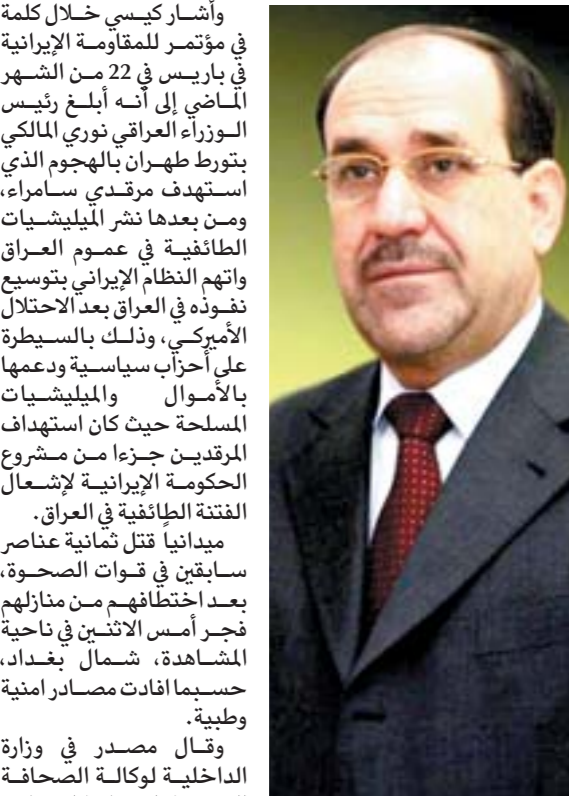 وأشار كيسي خلال كلمة
في مؤتمر للمقاومة الإيرانية
في باريس في 22 من الشهر
الماضي إلى أنه أبلغ رئيس
الوزراء العراقي نوري المالكي
بتورط طهران بالهجوم الذي
استهدف مرقدي سامراء،
ومن بعدها نشر الميليشيات
الطائفية في عموم العراق
واتهم النظام الإيراني بتوسيع
نفوذه في العراق بعد الاحتلال
الأميركي، وذلك بالسيطرة
على أحزاب سياسية ودعمها
بالأموال والميليشيات
المسلحة حيث كان استهداف
المرقدين جزءا من مشروع
الحكومة الإيرانية لإشعال
الفتنة الطائفية في العراق.
ميدانياً قتل ثمانية عناصر
سابقين في قوات الصحوة،
بعد اختطافهم من منازلهم
فجر أمس الاثنين في ناحية
المشاهدة، شمال بغداد،
حسبما افادت مصادر امنية
وطبية.
وقال مصدر في وزارة
الداخلية لوكالة الصحافة